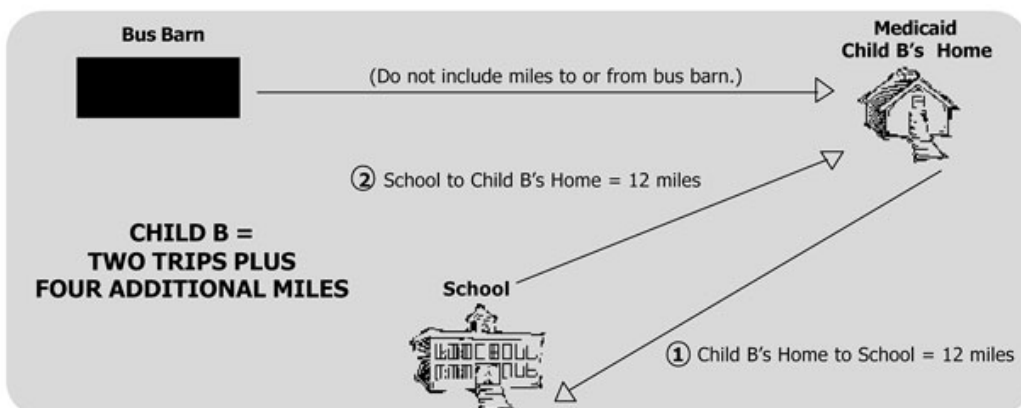 Bus Barn
Medicaid
Child B's Home
(Do not include miles to or from bus barn.)
② School to Child B's Home = 12 miles
CHILD B =
TWO TRIPS PLUS
FOUR ADDITIONAL MILES
School
① Child B's Home to School = 12 miles